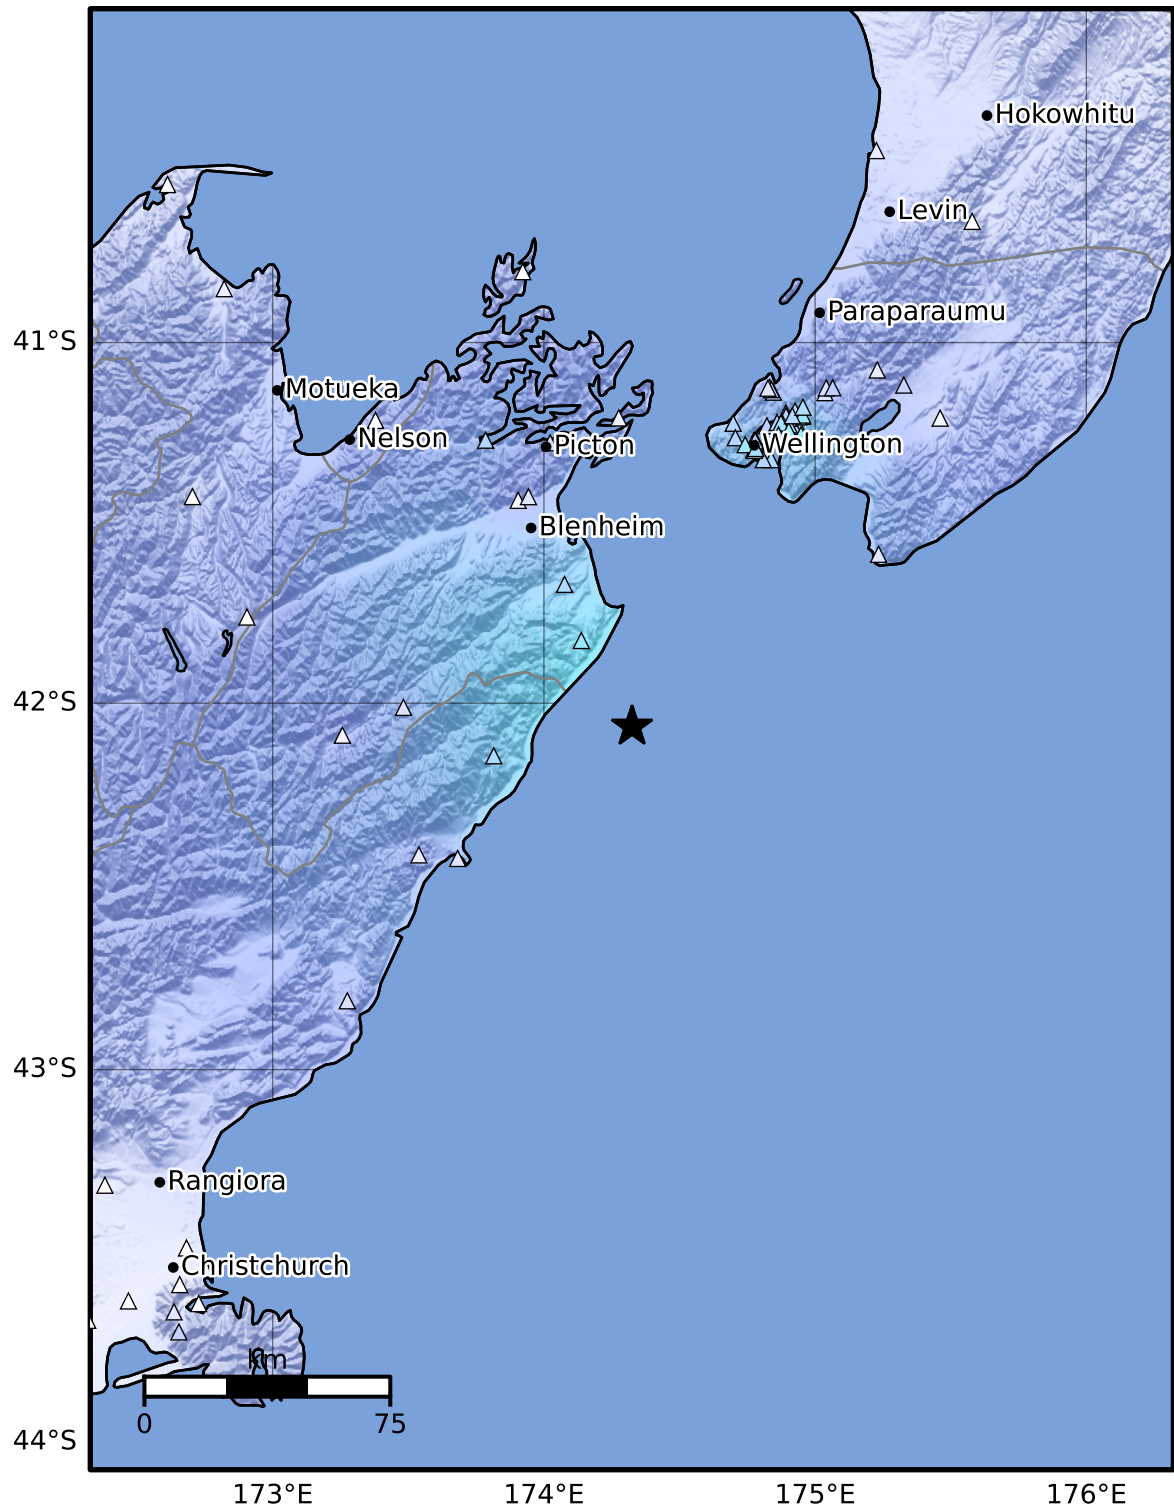 Hokowhitu
Levin
Paraparaumu
41°S
Motueka
Nelson
Picton
Wellington
Blenheim
42°S
43°S
Rangiora
Christchurch
Km
0
75
44°S
173°E
174°E
175°E
176°E